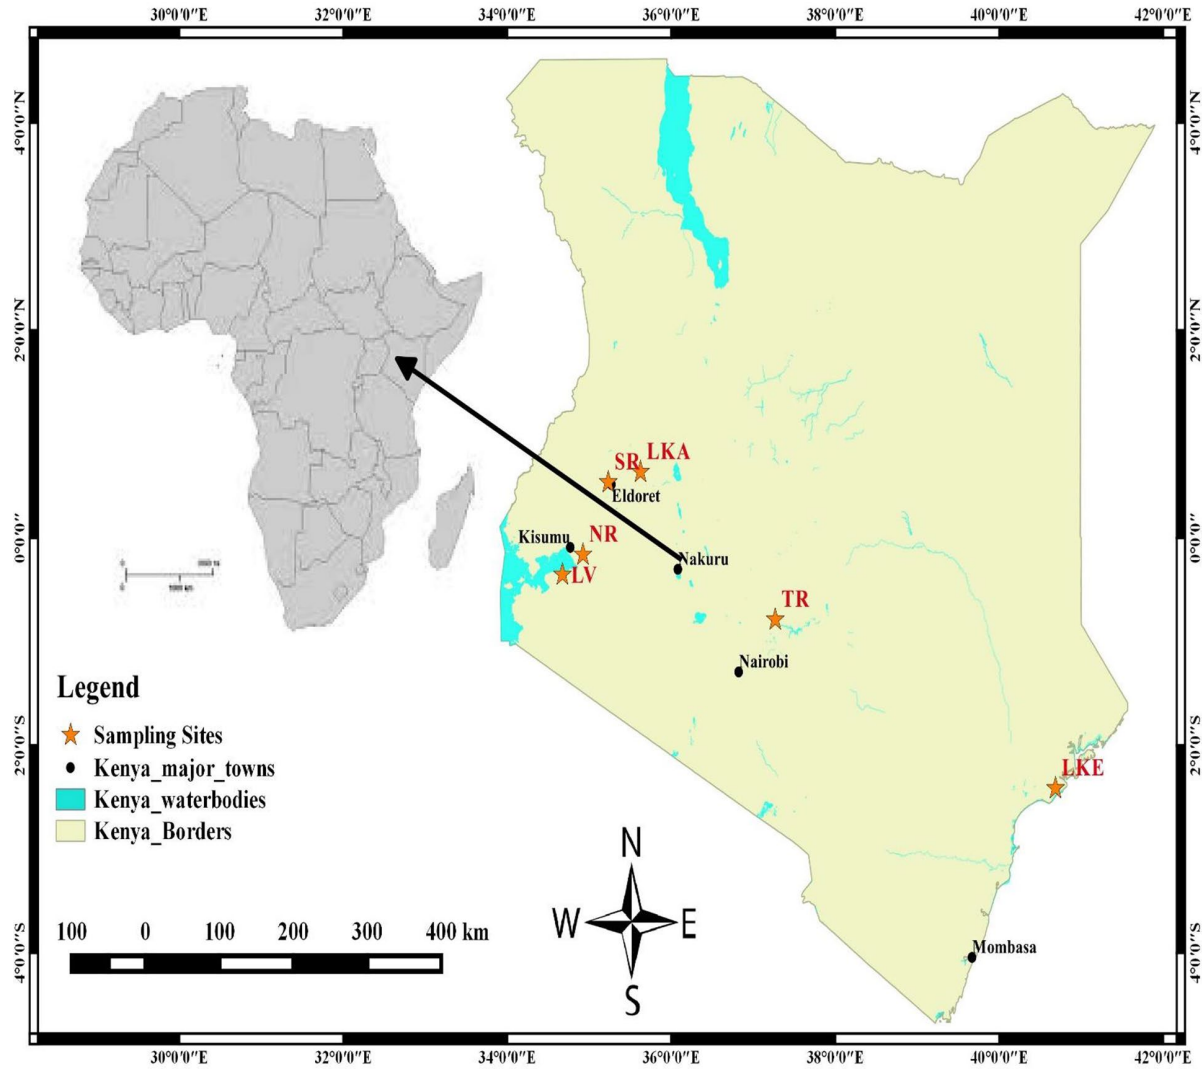 30°0'0"E 32°0'0"E 34°0'0"E 36°0'0"E 38°0'0"E 40°0'0"E 42°0'0"E
4°0'0"N 4°0'0"N
2°0'0"N 2°0'0"N
SR LKA
Eldoret
0°0'0" 0°0'0"
Kisumu NR
LV
Nakuru
TR
Nairobi
Legend
Sampling Sites
Kenya_major_towns
Kenya_waterbodies
Kenya_Borders
2°0'0"S 2°0'0"S
LKE
N
W E
S
100 0 100 200 300 400 km
Mombasa
4°0'0"S 4°0'0"S
30°0'0"E 32°0'0"E 34°0'0"E 36°0'0"E 38°0'0"E 40°0'0"E 42°0'0"E